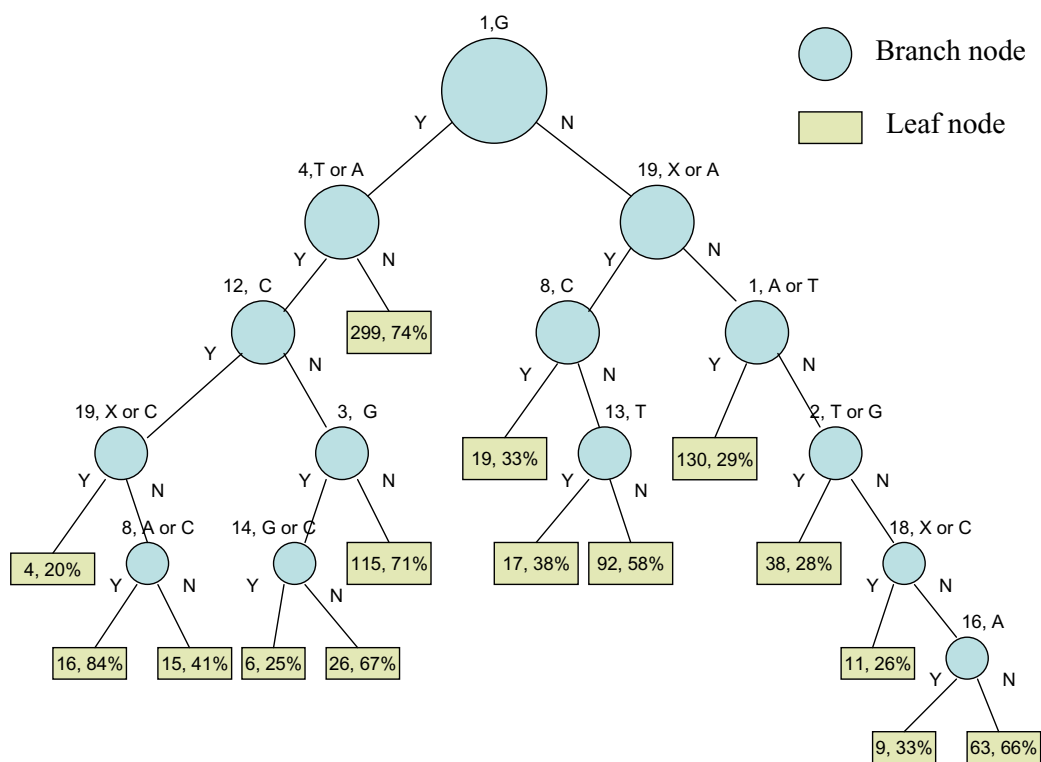 1,G
Branch node
Y
N
Leaf node
4,T or A
19, X or A
Y
N
Y
N
12,  C
8, C
1, A or T
299, 74%
Y
N
Y
N
Y
N
19, X or C
3,  G
13, T
2, T or G
19, 33%
130, 29%
Y
N
Y
N
Y
N
Y
N
8, A or C
14, G or C
18, X or C
4, 20%
115, 71%
17, 38%
92, 58%
38, 28%
Y
N
Y
N
Y
N
16, A
16, 84%
15, 41%
6, 25%
26, 67%
11, 26%
Y
N
9, 33%
63, 66%